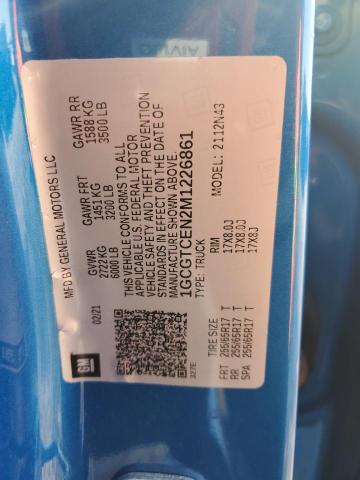 MFD BY GENERAL MOTORS LLC
02/21
GVWR
2722 KG
6000 LB
GAWR FRT
1451 KG
3200 LB
GAWR RR
1588 KG
3500 LB
THIS VEHICLE CONFORMS TO ALL
APPLICABLE U.S. FEDERAL MOTOR
VEHICLE SAFETY AND THEFT PREVENTION
STANDARDS IN EFFECT ON THE DATE OF
MANUFACTURE SHOWN ABOVE.
1GCGTCEN2M1226861
TYPE: TRUCK
MODEL: 2112N43
327E
TIRE SIZE
RIM
FRT 255/65R17 T 17X8.0J
RR 255/65R17 T 17X8.0J
SPA 255/65R17 T 17X8J
GM